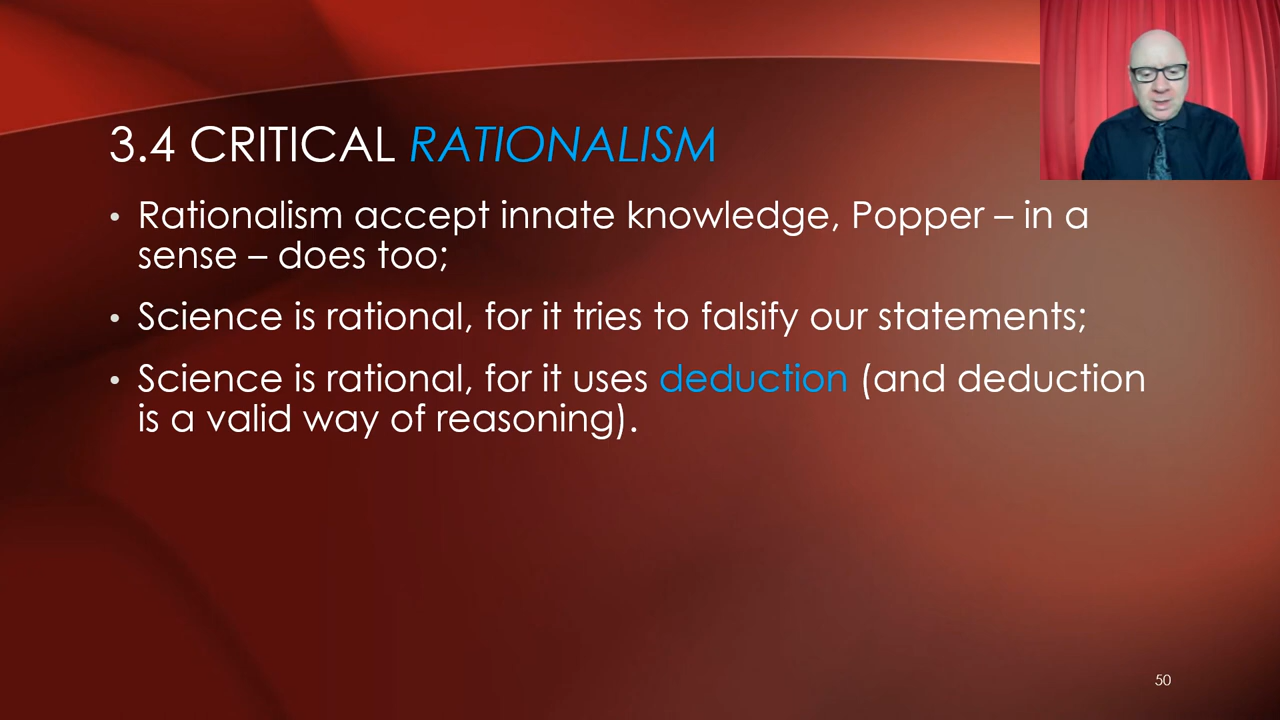 3.4 CRITICAL RATIONALISM
• Rationalism accept innate knowledge, Popper – in a
sense – does too;
• Science is rational, for it tries to falsify our statements;
• Science is rational, for it uses deduction (and deduction
is a valid way of reasoning).
50